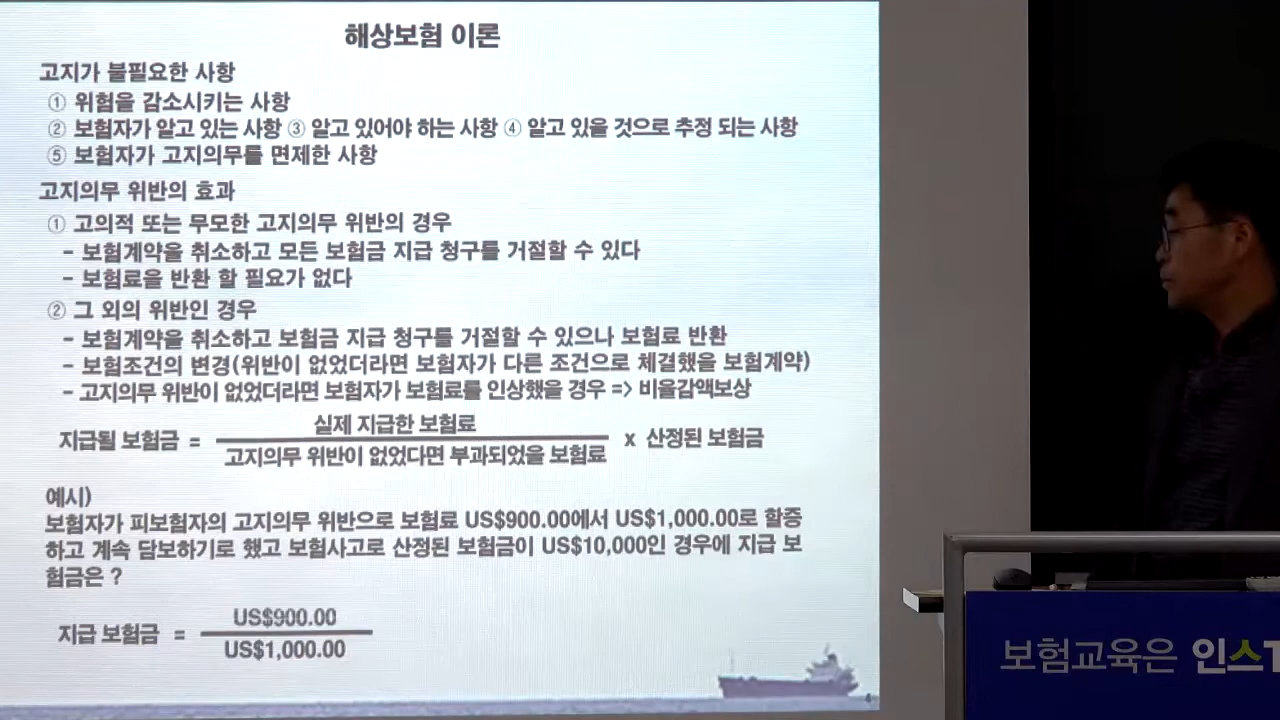 해상보험 이론
고지가 불필요한 사항
① 위험을 감소시키는 사항
② 보험자가 알고 있는 사항 ③ 알고 있어야 하는 사항 ④ 알고 있을 것으로 추정 되는 사항
⑤ 보험자가 고지의무를 면제한 사항
고지의무 위반의 효과
① 고의적 또는 무모한 고지의무 위반의 경우
- 보험계약을 취소하고 모든 보험금 지급 청구를 거절할 수 있다
- 보험료을 반환 할 필요가 없다
② 그 외의 위반인 경우
- 보험계약을 취소하고 보험금 지급 청구를 거절할 수 있으나 보험료 반환
- 보험조건의 변경(위반이 없었더라면 보험자가 다른 조건으로 체결했을 보험계약)
- 고지의무 위반이 없었더라면 보험자가 보험료를 인상했을 경우 => 비율감액보상
실제 지급한 보험료
지급될 보험금 =
x 산정된 보험금
고지의무 위반이 없었다면 부과되었을 보험료
예시)
보험자가 피보험자의 고지의무 위반으로 보험료 US$900.00에서 US$1,000.00로 할증
하고 계속 담보하기로 했고 보험사고로 산정된 보험금이 US$10,000인 경우에 지급 보
험금은 ?
US$900.00
지급 보험금 =
US$1,000.00
4
보험교육은 인스